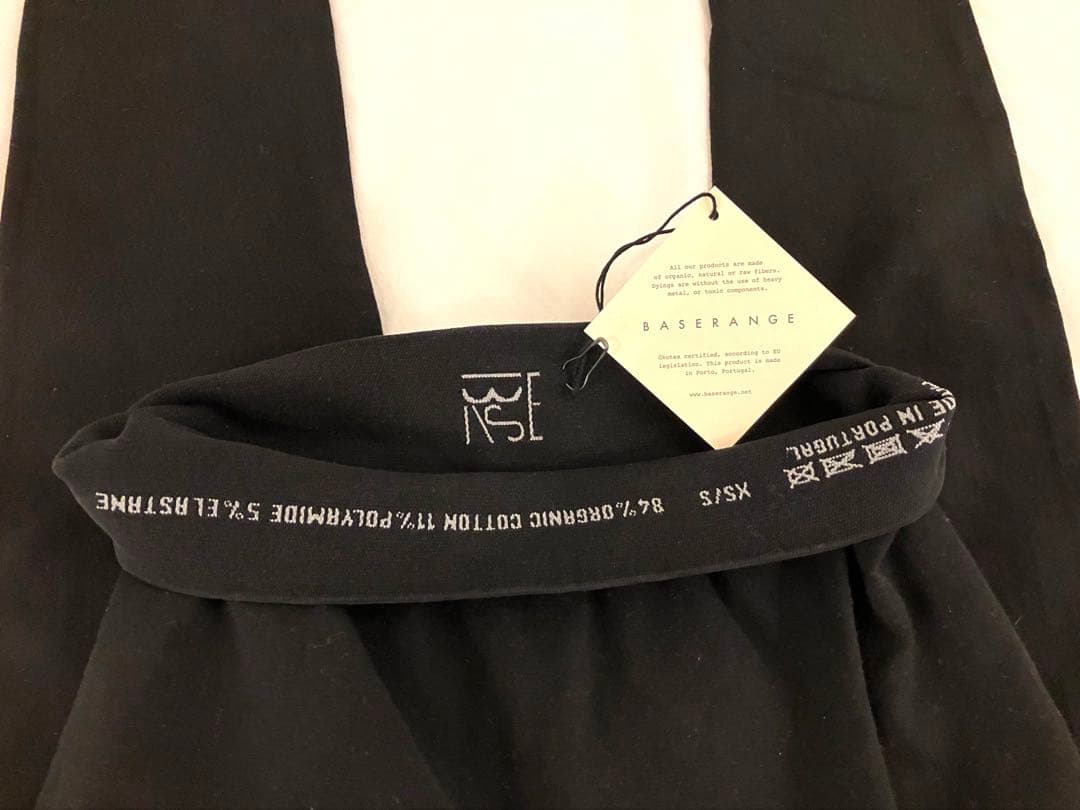 All our products are made
of organic, natural or raw fibers.
Dyings are without the use of heavy
metal, or toxic components.
BASERANGE
Okotex certified, according to EU
legislation. This product is made
in Porto, Portugal.
www.baserange.net
BASE
IN PORTUGAL
XS/S
84% ORGANIC COTTON 11% POLYAMIDE 5% ELASTANE